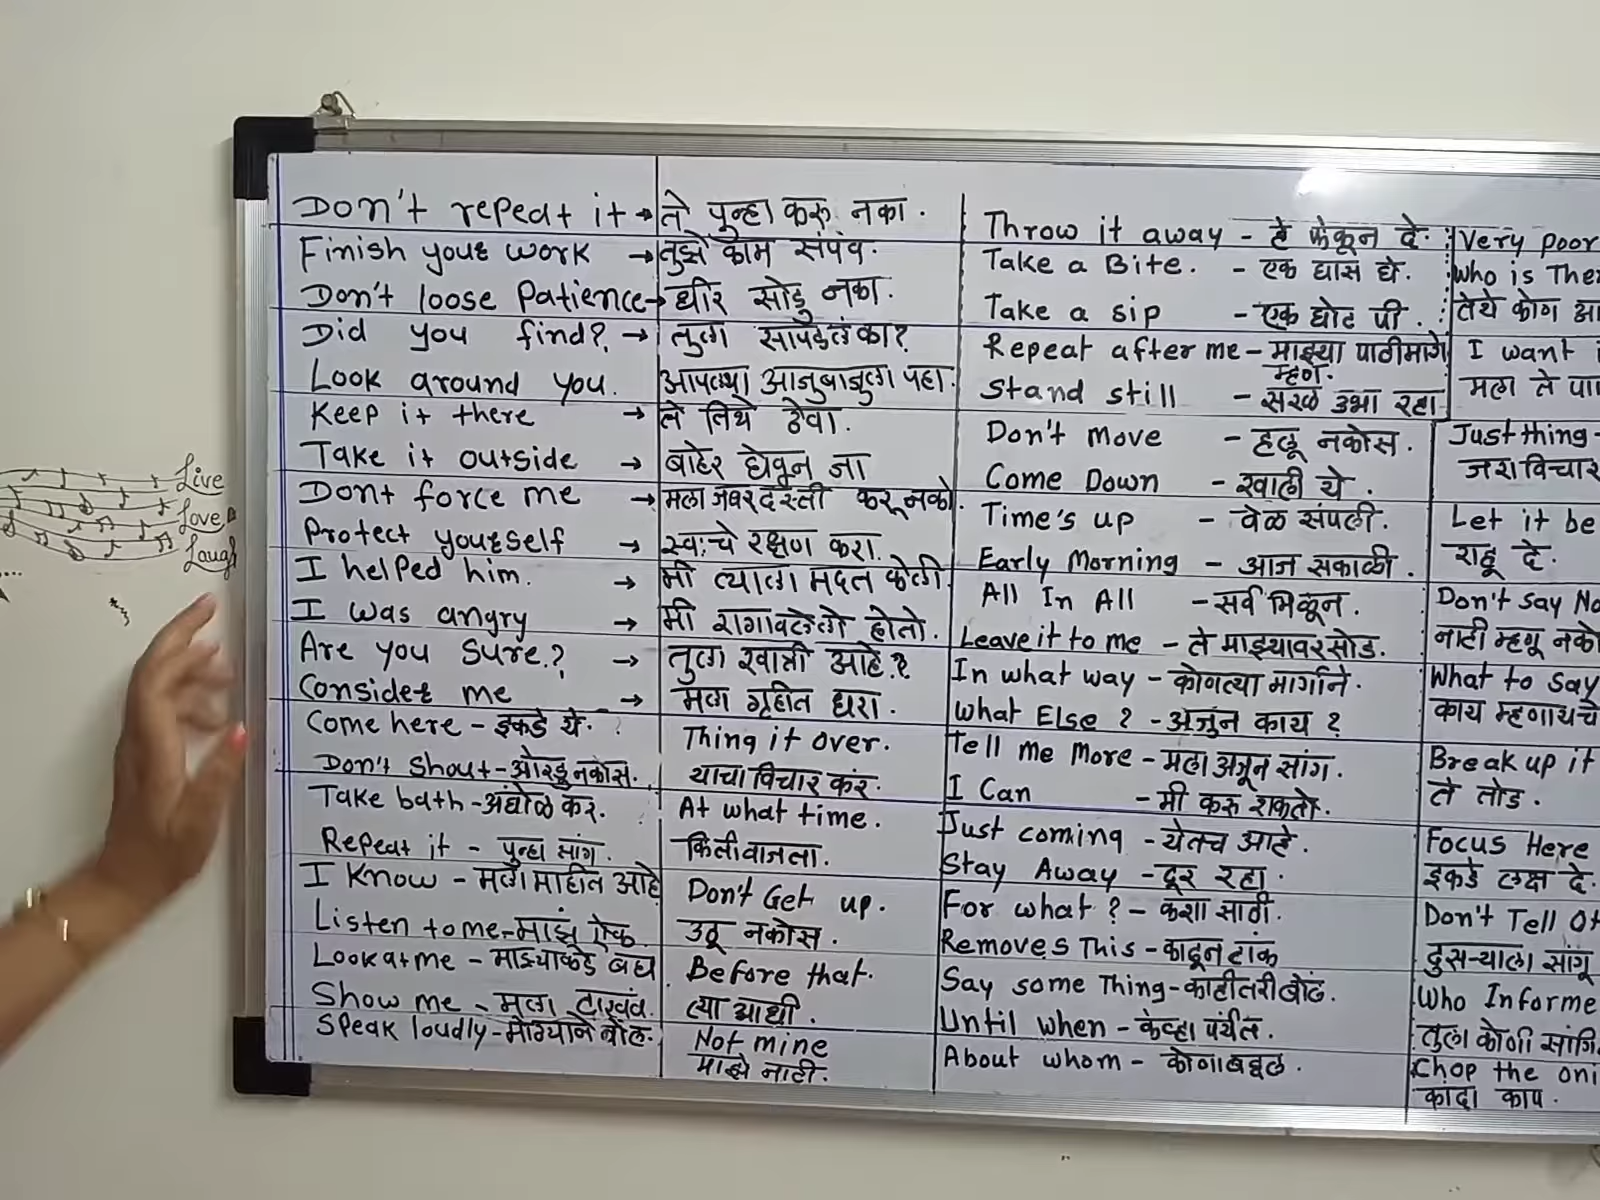 Live
Love
Laugh
Don't repeat it → ते पुन्हा करू नका.
Finish your work → तुझे काम संपंव.
Don't loose Patience → धीर सोडु नका.
Did you find? → तुला सापडलं का?
Look around you. आपल्या आजुबाजुला पहा.
Keep it there → ते तिथे ठेवा.
Take it outside → बाहेर घेवून जा
Dont force me → मला जबरदस्ती करू नको.
Protect yourself → स्वःचे रक्षण करा.
I helped him. → मी त्याला मदत केली
I was angry → मी रागावलेलो होतो.
Are you Sure.? → तुला खात्री आहे.?
Consider me → मला गृहीत धरा.
Come here - इकडे ये.
Don't Shout - ओरडु नकोस.
Take bath - अंघोळ कर.
Repeat it - पुन्हा सांग.
I Know - मला माहीत आहे
Listen to me - माझं ऐक
Look at me - माझ्याकडे बघ
Show me - मला दाखंव.
Speak loudly - मोठ्याने बोल.
Thing it over.
याचा विचार कंर.
At what time.
किती वाजता.
Don't Get up.
उठू नकोस.
Before that.
त्या आधी.
Not mine
माझे नाही.
Throw it away - हे फेकून दे.
Take a Bite. - एक घास घे.
Take a sip - एक घोट पी.
Repeat after me - माझ्या पाठीमागे
म्हण.
Stand still - सरळ उभा रहा
Don't Move - हलू नकोस.
Come Down - खाली ये.
Time's up - वेळ संपली.
Early Morning - आज सकाळी.
All In All - सर्व मिळून.
Leave it to me - ते माझ्यावर सोड.
In what way - कोणत्या मार्गाने.
What Else ? - अजुन काय ?
Tell me More - मला अजून सांग.
I Can - मी करु शकतो.
Just coming - येतच आहे.
Stay Away - दूर रहा.
For what ? - कशा साठी.
Removes This - काढून टाक
Say some Thing - काहीतरी बोल.
Until when - केव्हा पर्यंत.
About whom - कोणाबद्दल.
Very poor
Who is The
तेथे कोण आ
I want
मला ते पा
Just thing
जरा विचार
Let it be
राहू दे.
Don't say No
नाही म्हणू नको
What to say
काय म्हणायचे
Break up it
ते तोड.
Focus Here
इकडे लक्ष दे.
Don't Tell Ot
दुसऱ्याला सांगू
Who Informe
तुला कोणी सांगि
Chop the oni
कांदा काप.